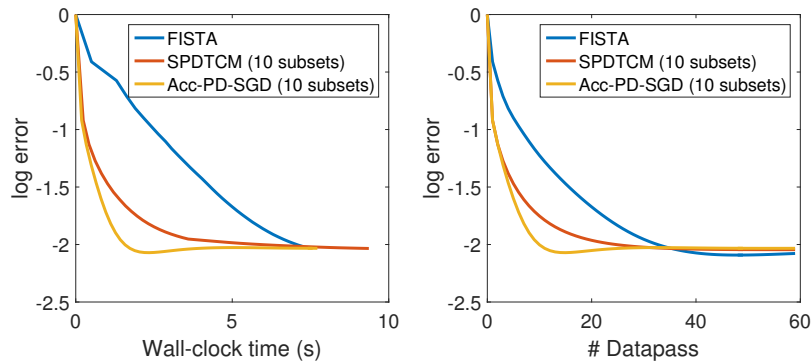 0
-0.5
-1
-1.5
-2
-2.5
log error
0
5
10
Wall-clock time (s)
FISTA
SPDTCM (10 subsets)
Acc-PD-SGD (10 subsets)
0
-0.5
-1
-1.5
-2
-2.5
log error
0
20
40
60
# Datapass
FISTA
SPDTCM (10 subsets)
Acc-PD-SGD (10 subsets)